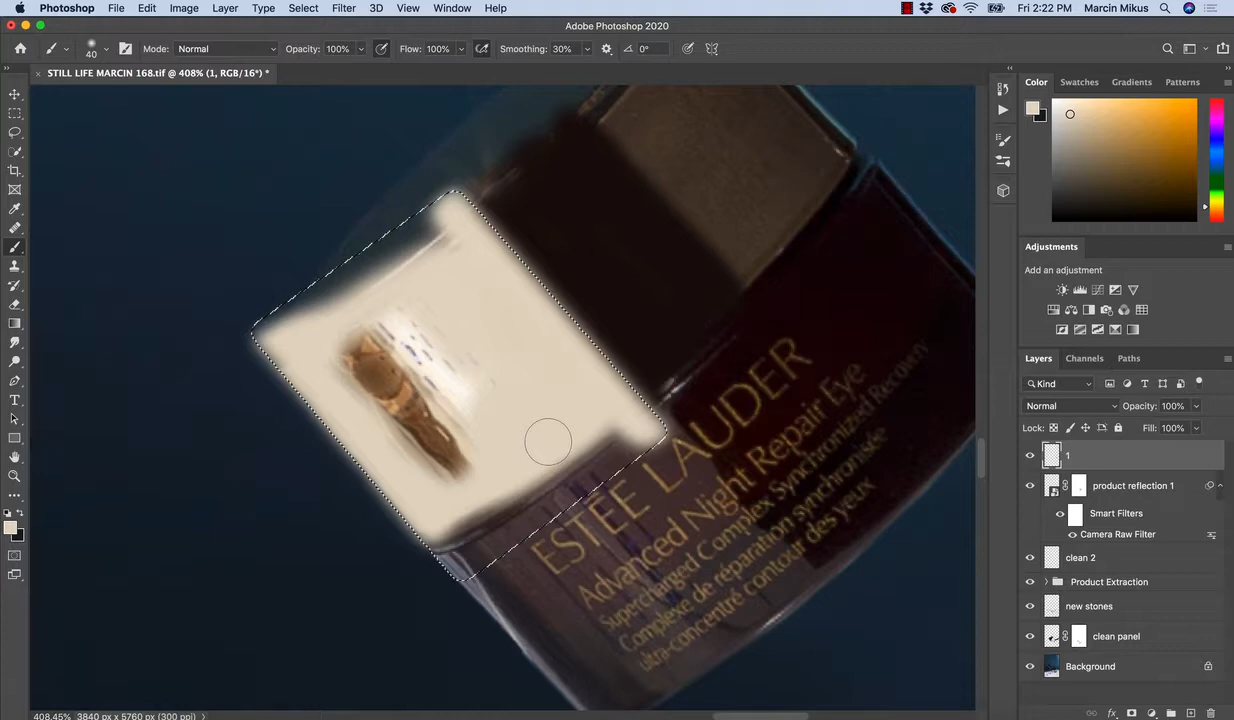 Photoshop File Edit Image Layer Type Select Filter 3D View Window Help Fri 2:22 PM Marcin Mikus
Adobe Photoshop 2020
40 Mode: Normal Opacity: 100% Flow: 100% Smoothing: 30% 0°
STILL LIFE MARCIN 168.tif @ 408% (1, RGB/16*) *
Color Swatches Gradients Patterns
Adjustments
Add an adjustment
Layers Channels Paths
Kind
Normal Opacity: 100%
Lock: Fill: 100%
1
product reflection 1
Smart Filters
Camera Raw Filter
clean 2
Product Extraction
new stones
clean panel
Background
ESTĒE LAUDER
Advanced Night Repair Eye
Supercharged Complex Synchronized Recovery
Complexe de réparation synchronisée
ultra-concentré contour des yeux
408.45% 3840 px x 5760 px (300 ppi)